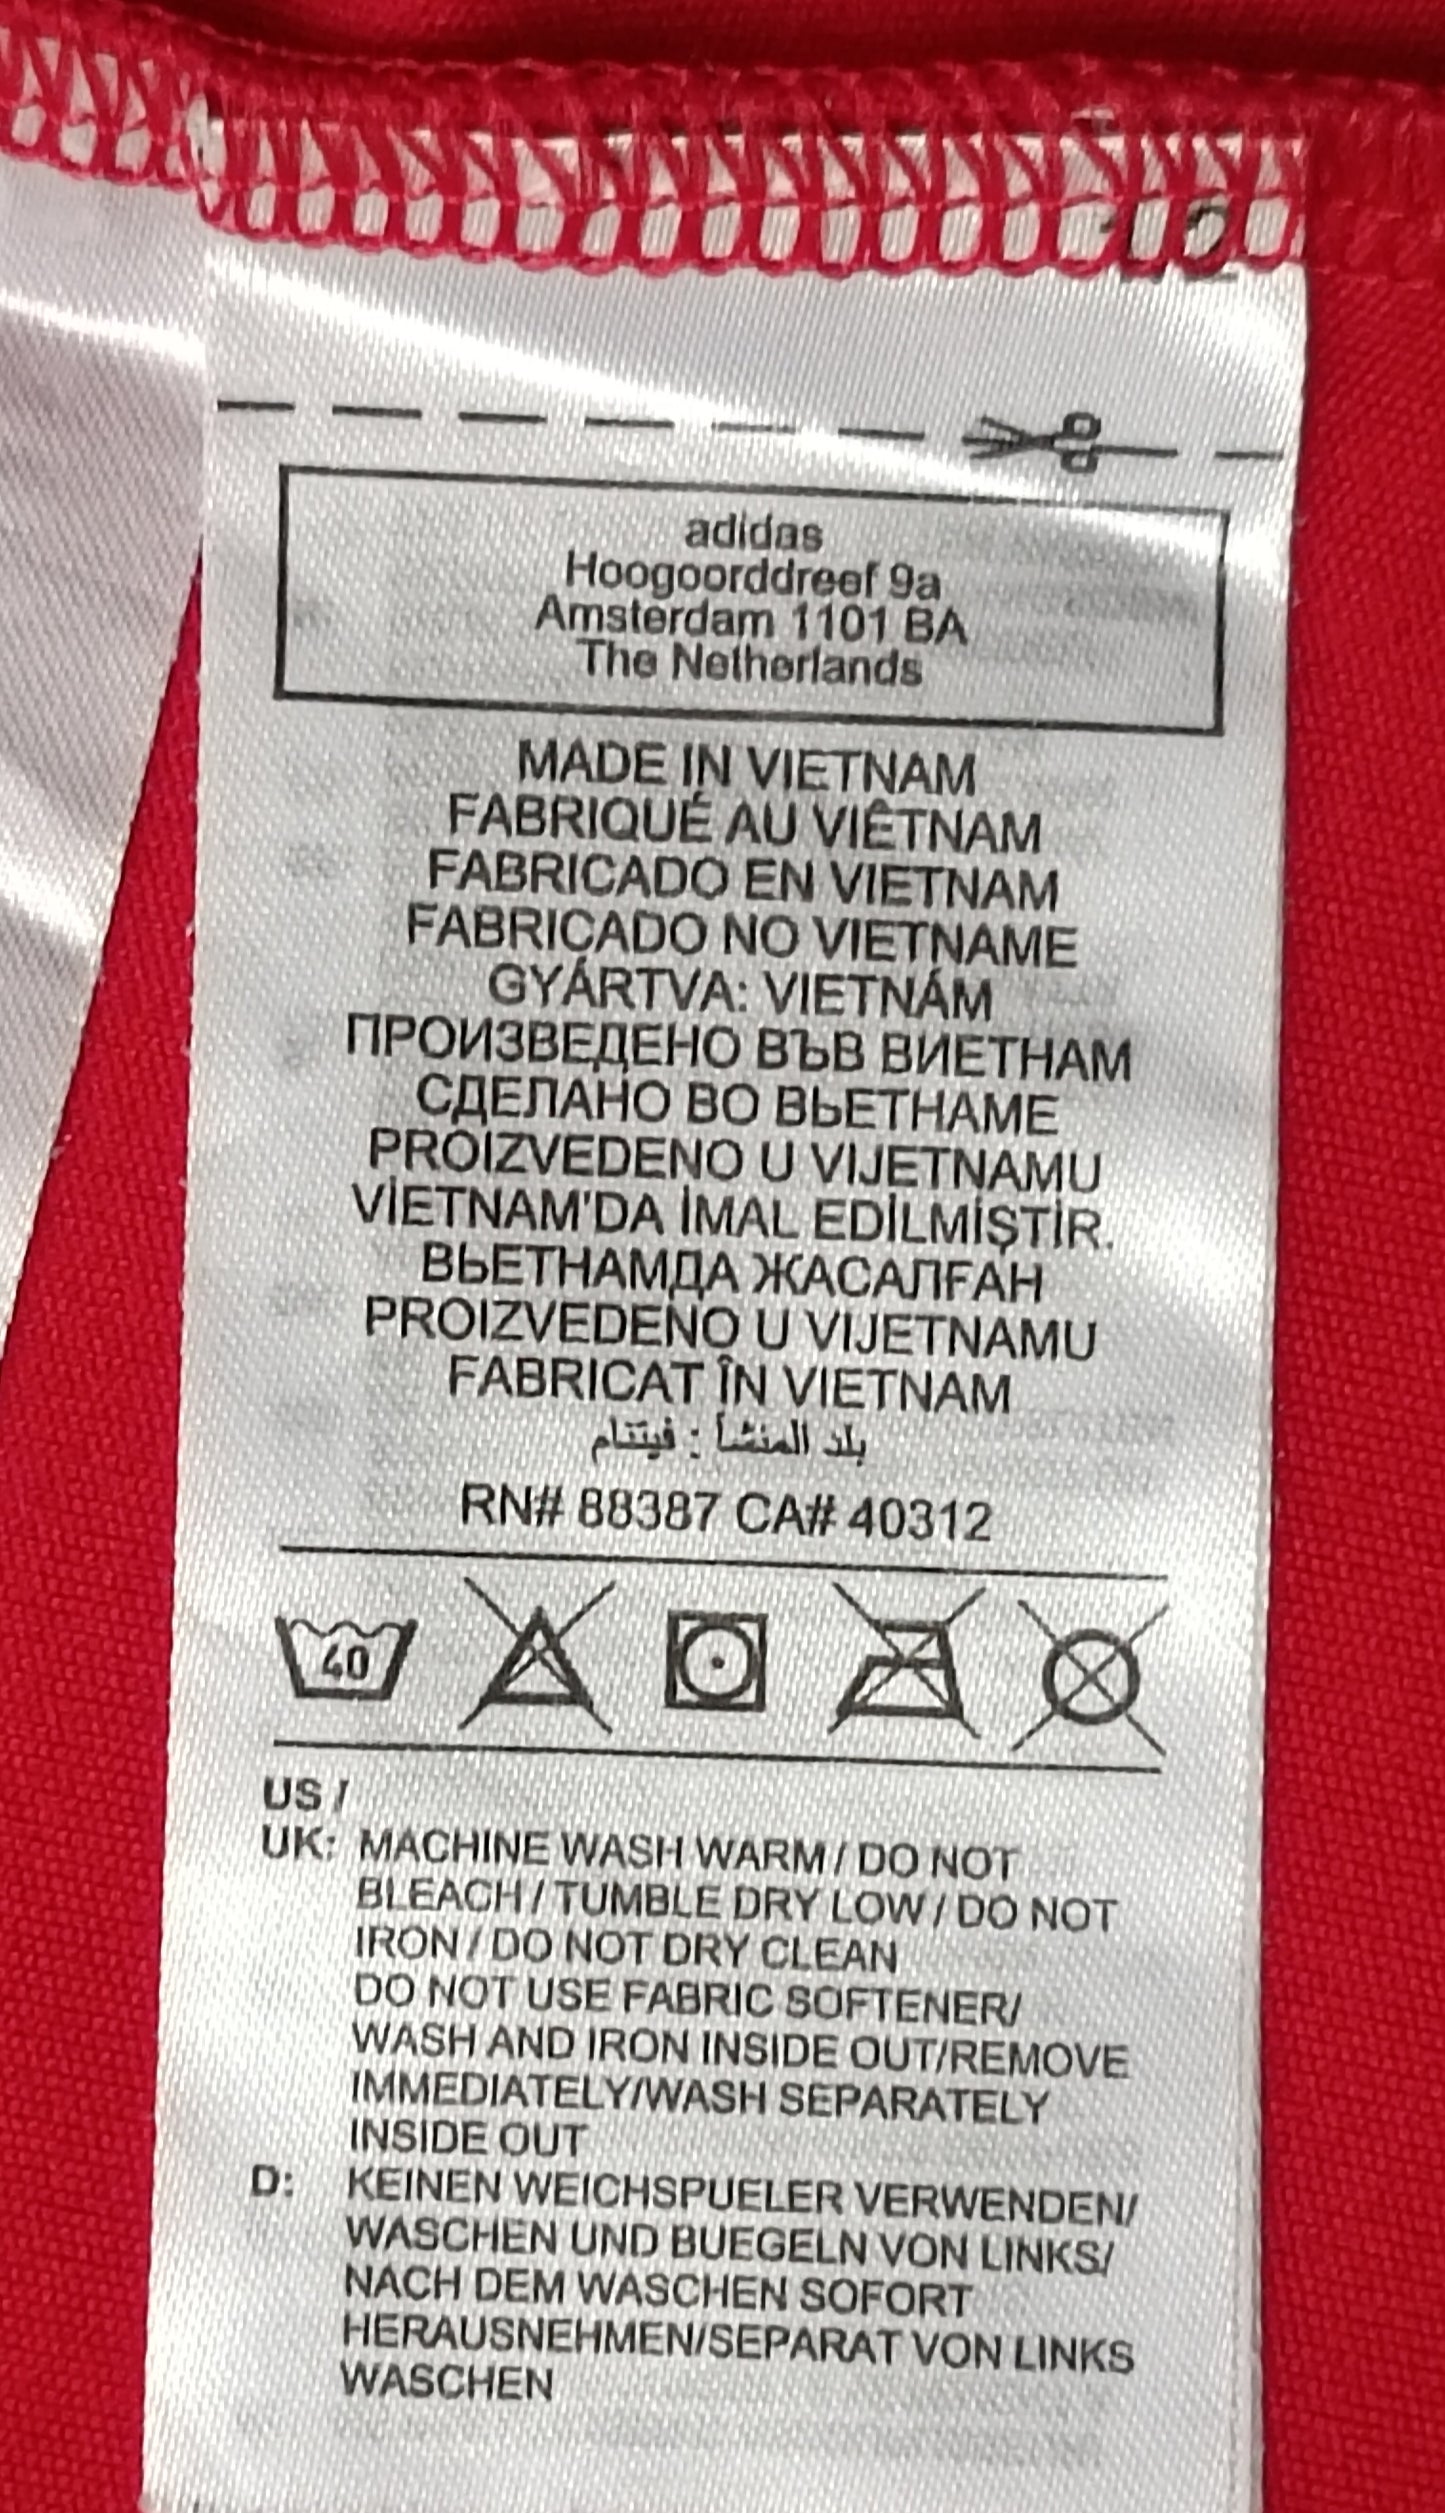 adidas
Hoogoorddreef 9a
Amsterdam 1101 BA
The Netherlands
MADE IN VIETNAM
FABRIQUÉ AU VIÊTNAM
FABRICADO EN VIETNAM
FABRICADO NO VIETNAME
GYÁRTVA: VIETNÁM
ПРОИЗВЕДЕНО ВЪВ ВИЕТНАМ
СДЕЛАНО ВО ВЬЕТНАМЕ
PROIZVEDENO U VIJETNAMU
VİETNAM'DA İMAL EDİLMİŞTİR.
ВЬЕТНАМДА ЖАСАЛҒАН
PROIZVEDENO U VIJETNAMU
FABRICAT ÎN VIETNAM
بلد المنشأ : فيتنام
RN# 88387 CA# 40312
40
US /
UK: MACHINE WASH WARM / DO NOT
BLEACH / TUMBLE DRY LOW / DO NOT
IRON / DO NOT DRY CLEAN
DO NOT USE FABRIC SOFTENER/
WASH AND IRON INSIDE OUT/REMOVE
IMMEDIATELY/WASH SEPARATELY
INSIDE OUT
D: KEINEN WEICHSPUELER VERWENDEN/
WASCHEN UND BUEGELN VON LINKS/
NACH DEM WASCHEN SOFORT
HERAUSNEHMEN/SEPARAT VON LINKS
WASCHEN